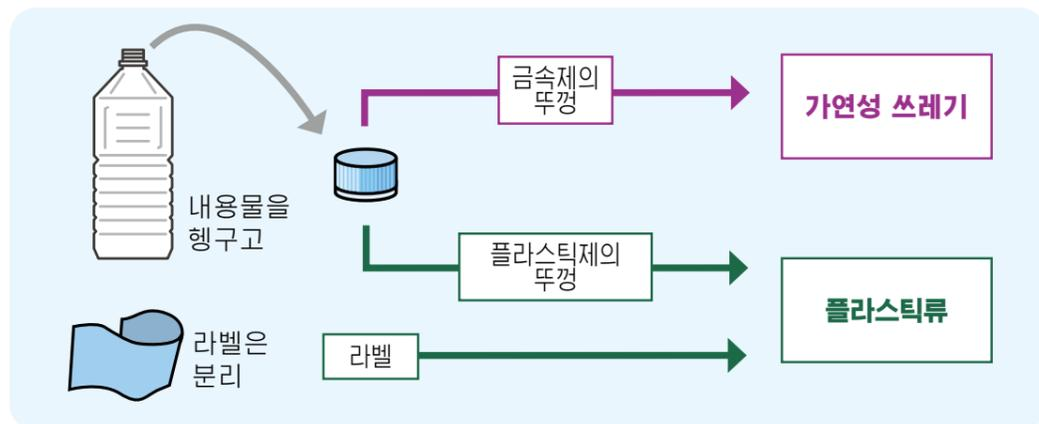 금속제의
뚜껑
가연성 쓰레기
내용물을
헹구고
플라스틱제의
뚜껑
플라스틱류
라벨은
분리
라벨